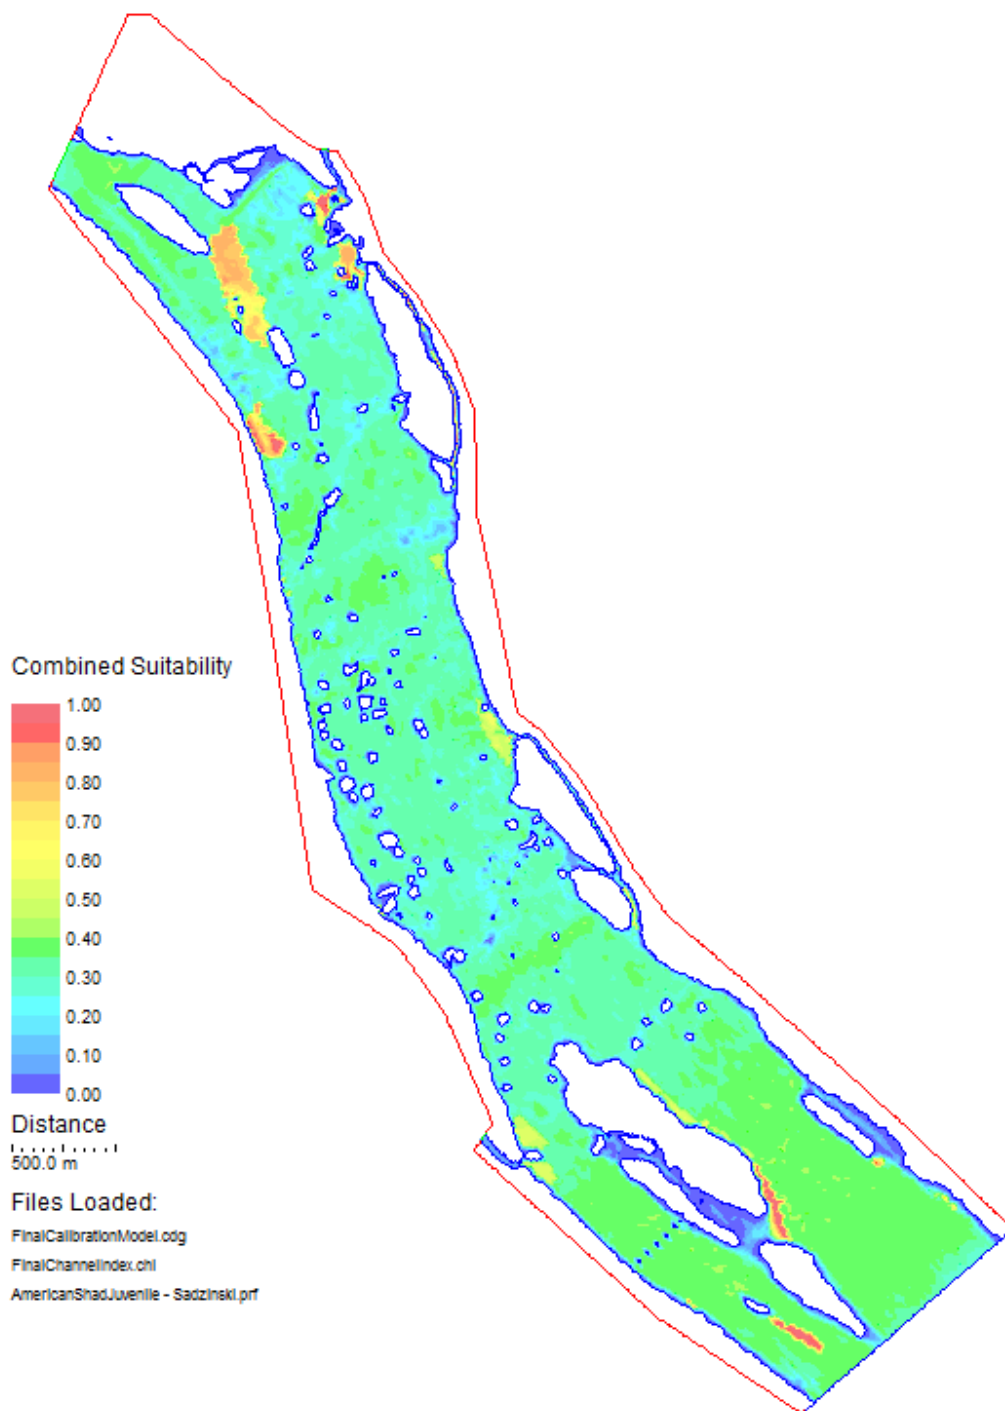 Combined Suitability
1.00
0.90
0.80
0.70
0.60
0.50
0.40
0.30
0.20
0.10
0.00
Distance
500.0 m
Files Loaded:
FinalCalibrationModel.cdg
FinalChannelIndex.chi
AmericanShadJuvenile - Sadzinski.prf